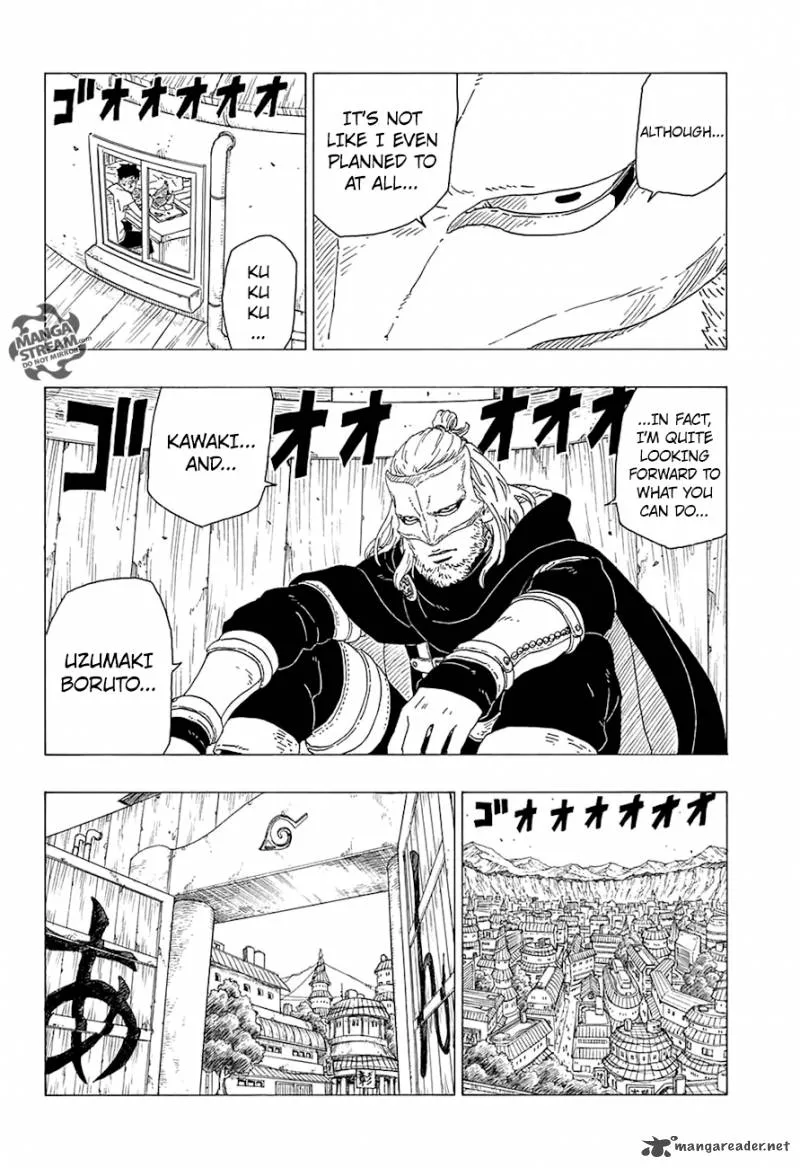 ALTHOUGH...
IT'S NOT
LIKE I EVEN
PLANNED TO
AT ALL...
ゴオオオオオ
KU
KU
KU
...
MANGA
STREAM.com
DO NOT MIRROR
...IN FACT,
I'M QUITE
LOOKING
FORWARD TO
WHAT YOU
CAN DO...
ゴオオオオ
KAWAKI...
AND...
UZUMAKI
BORUTO...
ゴオオオオオオ
あ
ん
mangareader.net